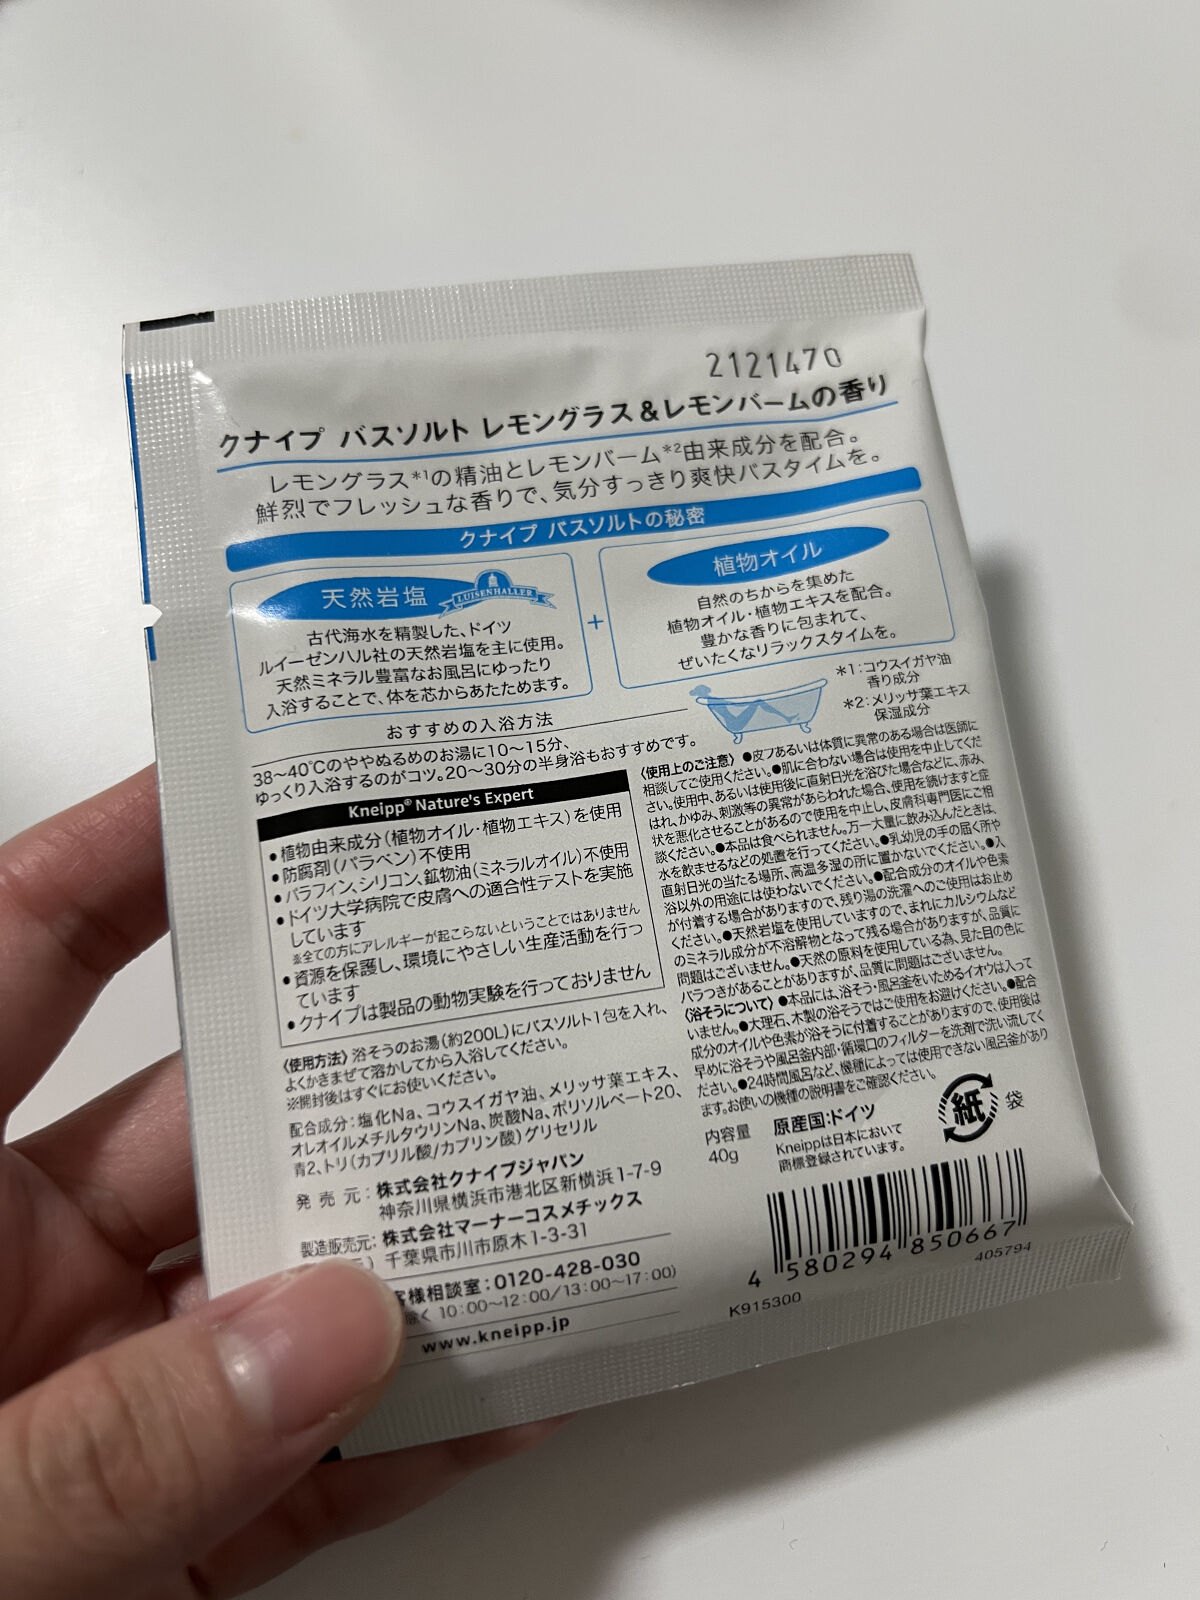 2121470
クナイプ バスソルト レモングラス&レモンバームの香り
レモングラス*1の精油とレモンバーム*2由来成分を配合。
鮮烈でフレッシュな香りで、気分すっきり爽快バスタイムを。
クナイプ バスソルトの秘密
天然岩塩
LUISENHALLER
古代海水を精製した、ドイツ
ルイーゼンハル社の天然岩塩を主に使用。
天然ミネラル豊富なお風呂にゆったり
入浴することで、体を芯からあたためます。
+
植物オイル
自然のちからを集めた
植物オイル・植物エキスを配合。
豊かな香りに包まれて、
ぜいたくなリラックスタイムを。
*1:コウスイガヤ油
香り成分
*2:メリッサ葉エキス
保湿成分
おすすめの入浴方法
38~40℃のややぬるめのお湯に10~15分、
ゆっくり入浴するのがコツ。20~30分の半身浴もおすすめです。
Kneipp® Nature's Expert
●植物由来成分(植物オイル・植物エキス)を使用
●防腐剤(パラベン)不使用
●パラフィン、シリコン、鉱物油(ミネラルオイル)不使用
●ドイツ大学病院で皮膚への適合性テストを実施
しています
※全ての方にアレルギーが起こらないということではありません
●資源を保護し、環境にやさしい生産活動を行っ
ています
●クナイプは製品の動物実験を行っておりません
〈使用方法〉浴そうのお湯(約200L)にバスソルト1包を入れ、
よくかきまぜて溶かしてから入浴してください。
※開封後はすぐにお使いください。
配合成分:塩化Na、コウスイガヤ油、メリッサ葉エキス、
オレオイルメチルタウリンNa、炭酸Na、ポリソルベート20、
青2、トリ(カプリル酸/カプリン酸)グリセリル
発売元:株式会社クナイプジャパン
神奈川県横浜市港北区新横浜1-7-9
製造販売元:株式会社マーナーコスメチックス
千葉県市川市原木1-3-31
客様相談室:0120-428-030
除く 10:00~12:00/13:00~17:00)
www.kneipp.jp
〈使用上のご注意〉●皮フあるいは体質に異常のある場合は医師に
相談してご使用ください。●肌に合わない場合は使用を中止してくだ
さい。使用中、あるいは使用後に直射日光を浴びた場合などに、赤み、
はれ、かゆみ、刺激等の異常があらわれた場合、使用を続けますと症
状を悪化させることがあるので使用を中止し、皮膚科専門医にご相
談ください。●本品は食べられません。万一大量に飲み込んだときは、
水を飲ませるなどの処置を行ってください。●乳幼児の手の届く所や
直射日光の当たる場所、高温多湿の所に置かないでください。●入
浴以外の用途には使わないでください。●配合成分のオイルや色素
が付着する場合がありますので、残り湯の洗濯へのご使用はお止め
ください。●天然岩塩を使用していますので、まれにカルシウムなど
のミネラル成分が不溶解物となって残る場合がありますが、品質に
問題はございません。●天然の原料を使用している為、見た目の色に
バラつきがあることがありますが、品質に問題はございません。
〈浴そうについて〉●本品には、浴そう・風呂釜をいためるイオウは入って
いません。●大理石、木製の浴そうではご使用をお避けください。●配合
成分のオイルや色素が浴そうに付着することがありますので、使用後は
早めに浴そうや風呂釜内部・循環口のフィルターを洗剤で洗い流してく
ださい。●24時間風呂など、機種によっては使用できない風呂釜があり
ます。お使いの機種の説明書をご確認ください。
内容量
40g
原産国:ドイツ
Kneippは日本において
商標登録されています。
紙
袋
4 580294 850667
405794
K915300